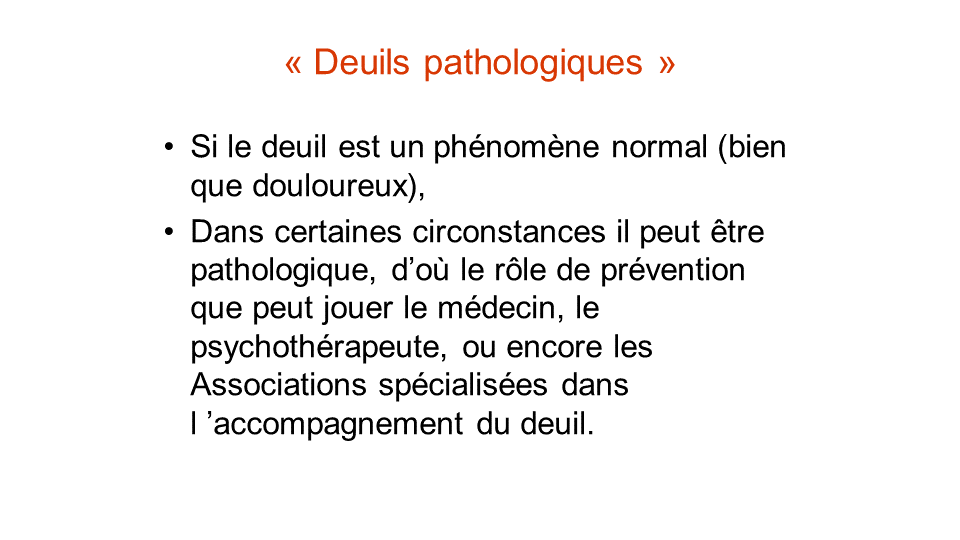 « Deuils pathologiques »
• Si le deuil est un phénomène normal (bien
que douloureux),
• Dans certaines circonstances il peut être
pathologique, d’où le rôle de prévention
que peut jouer le médecin, le
psychothérapeute, ou encore les
Associations spécialisées dans
l ’accompagnement du deuil.